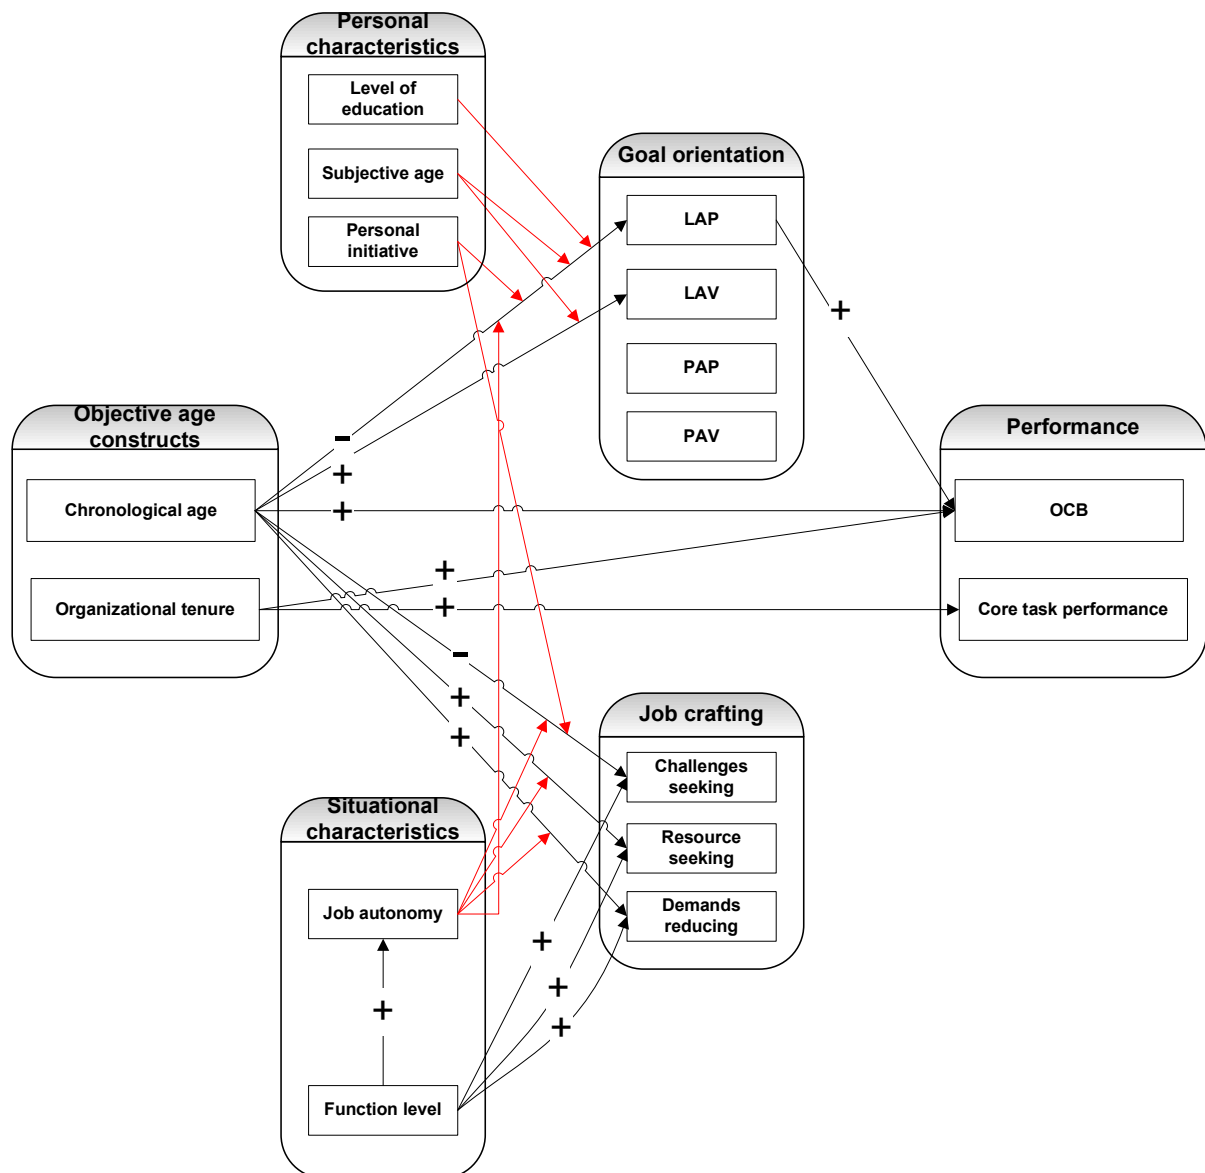 Personal
characteristics
Level of
education
Subjective age
Personal
initiative
Goal orientation
LAP
LAV
PAP
PAV
+
Objective age
constructs
Chronological age
Organizational tenure
-
+
+
+
+
-
+
+
Performance
OCB
Core task performance
Job crafting
Challenges
seeking
Resource
seeking
Demands
reducing
Situational
characteristics
Job autonomy
+
Function level
+
+
+